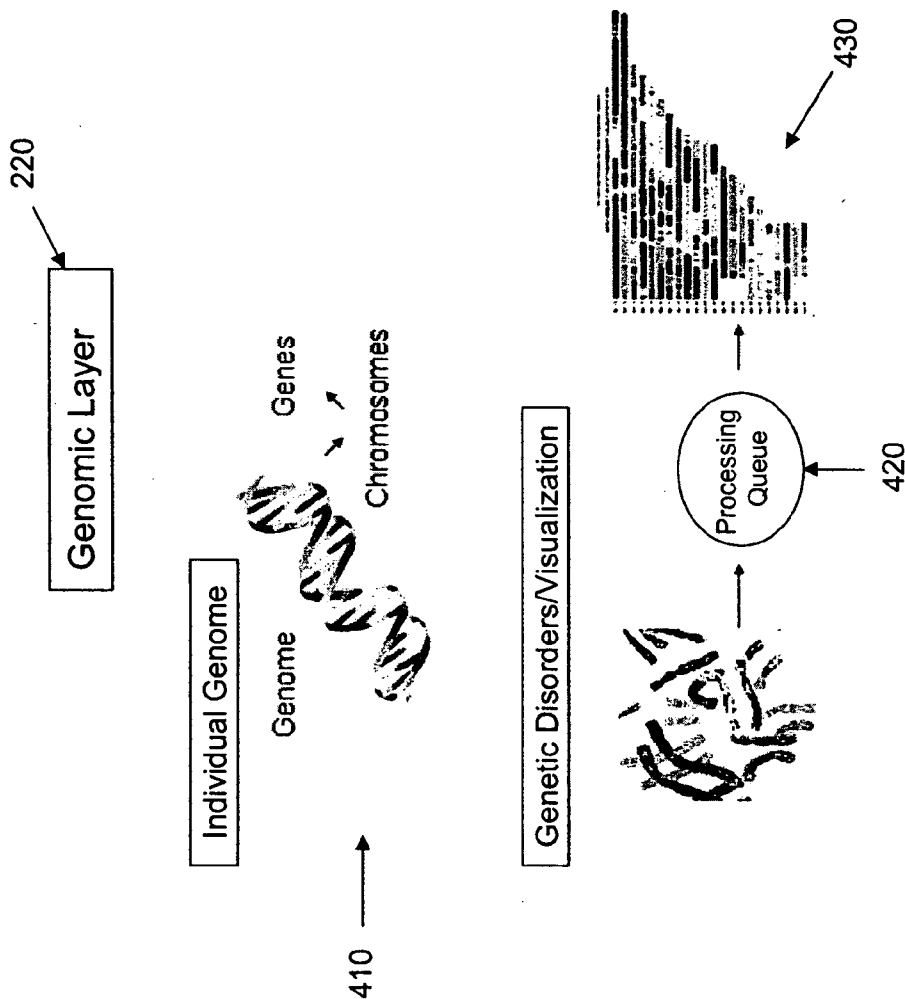 Genomic Layer
220
Individual Genome
Genome
Genes
Chromosomes
410
Genetic Disorders/Visualization
Processing
Queue
420
430